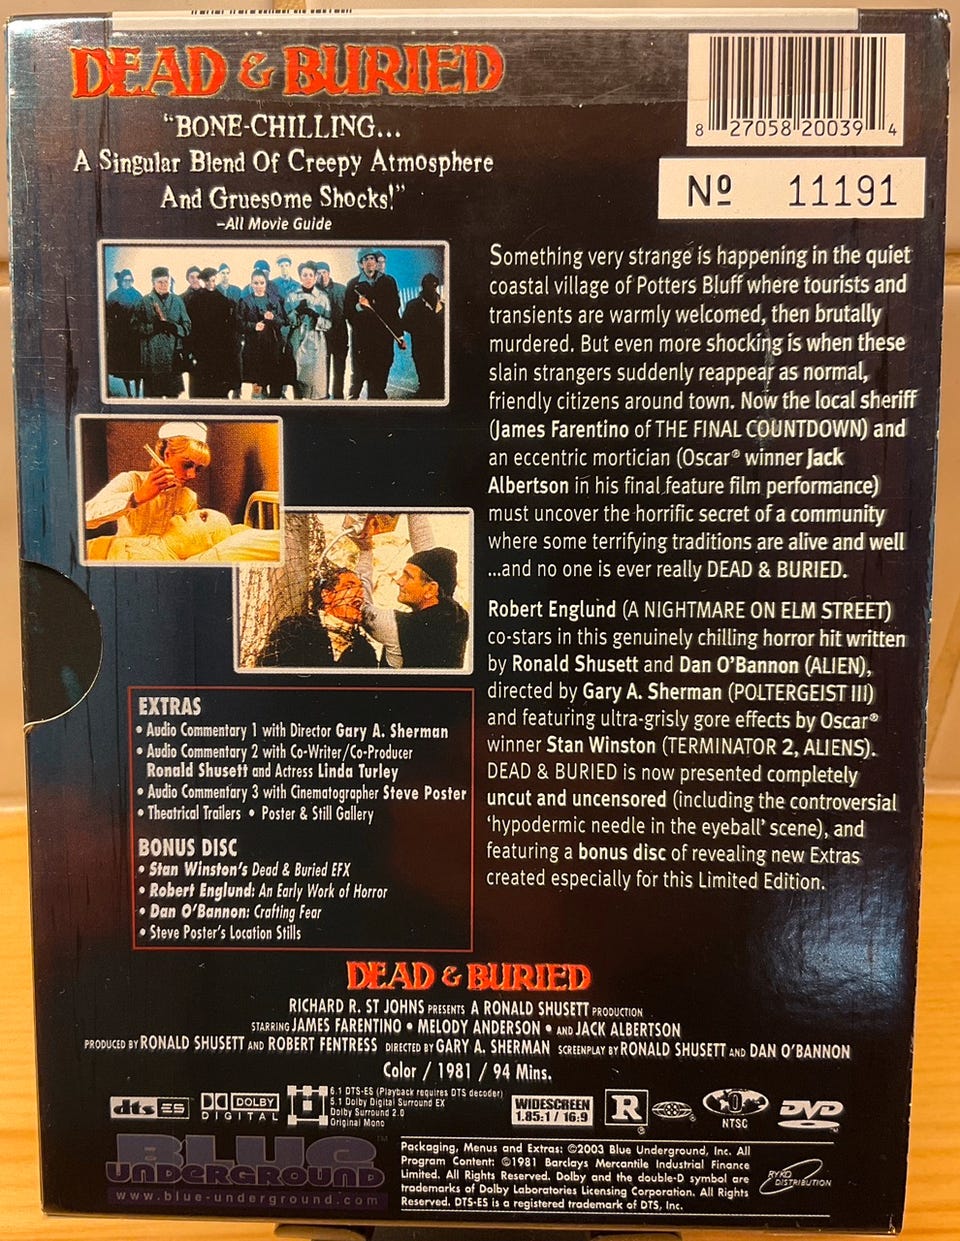 DEAD & BURIED
"BONE-CHILLING...
A Singular Blend Of Creepy Atmosphere
And Gruesome Shocks!"
–All Movie Guide
8 27058 20039 4
Nº 11191
Something very strange is happening in the quiet
coastal village of Potters Bluff where tourists and
transients are warmly welcomed, then brutally
murdered. But even more shocking is when these
slain strangers suddenly reappear as normal,
friendly citizens around town. Now the local sheriff
(James Farentino of THE FINAL COUNTDOWN) and
an eccentric mortician (Oscar® winner Jack
Albertson in his final feature film performance)
must uncover the horrific secret of a community
where some terrifying traditions are alive and well
...and no one is ever really DEAD & BURIED.
Robert Englund (A NIGHTMARE ON ELM STREET)
co-stars in this genuinely chilling horror hit written
by Ronald Shusett and Dan O'Bannon (ALIEN),
directed by Gary A. Sherman (POLTERGEIST III)
and featuring ultra-grisly gore effects by Oscar®
winner Stan Winston (TERMINATOR 2, ALIENS).
DEAD & BURIED is now presented completely
uncut and uncensored (including the controversial
'hypodermic needle in the eyeball' scene), and
featuring a bonus disc of revealing new Extras
created especially for this Limited Edition.
EXTRAS
• Audio Commentary 1 with Director Gary A. Sherman
• Audio Commentary 2 with Co-Writer/Co-Producer
Ronald Shusett and Actress Linda Turley
• Audio Commentary 3 with Cinematographer Steve Poster
• Theatrical Trailers • Poster & Still Gallery
BONUS DISC
• Stan Winston's Dead & Buried EFX
• Robert Englund: An Early Work of Horror
• Dan O'Bannon: Crafting Fear
• Steve Poster's Location Stills
DEAD & BURIED
RICHARD R. ST JOHNS PRESENTS A RONALD SHUSETT PRODUCTION
STARRING JAMES FARENTINO • MELODY ANDERSON • AND JACK ALBERTSON
PRODUCED BY RONALD SHUSETT AND ROBERT FENTRESS DIRECTED BY GARY A. SHERMAN SCREENPLAY BY RONALD SHUSETT AND DAN O'BANNON
Color / 1981 / 94 Mins.
dts ES
DOLBY DIGITAL
6.1 DTS-ES (Playback requires DTS decoder)
5.1 Dolby Digital Surround EX
Dolby Surround 2.0
Original Mono
WIDESCREEN
1.85:1 / 16:9
R
0
NTSC
DVD
BLUE UNDERGROUND™
www.blue-underground.com
Packaging, Menus and Extras: ©2003 Blue Underground, Inc. All
Program Content: ©1981 Barclays Mercantile Industrial Finance
Limited. All Rights Reserved. Dolby and the double-D symbol are
trademarks of Dolby Laboratories Licensing Corporation. All Rights
Reserved. DTS-ES is a registered trademark of DTS, Inc.
RYKO DISTRIBUTION